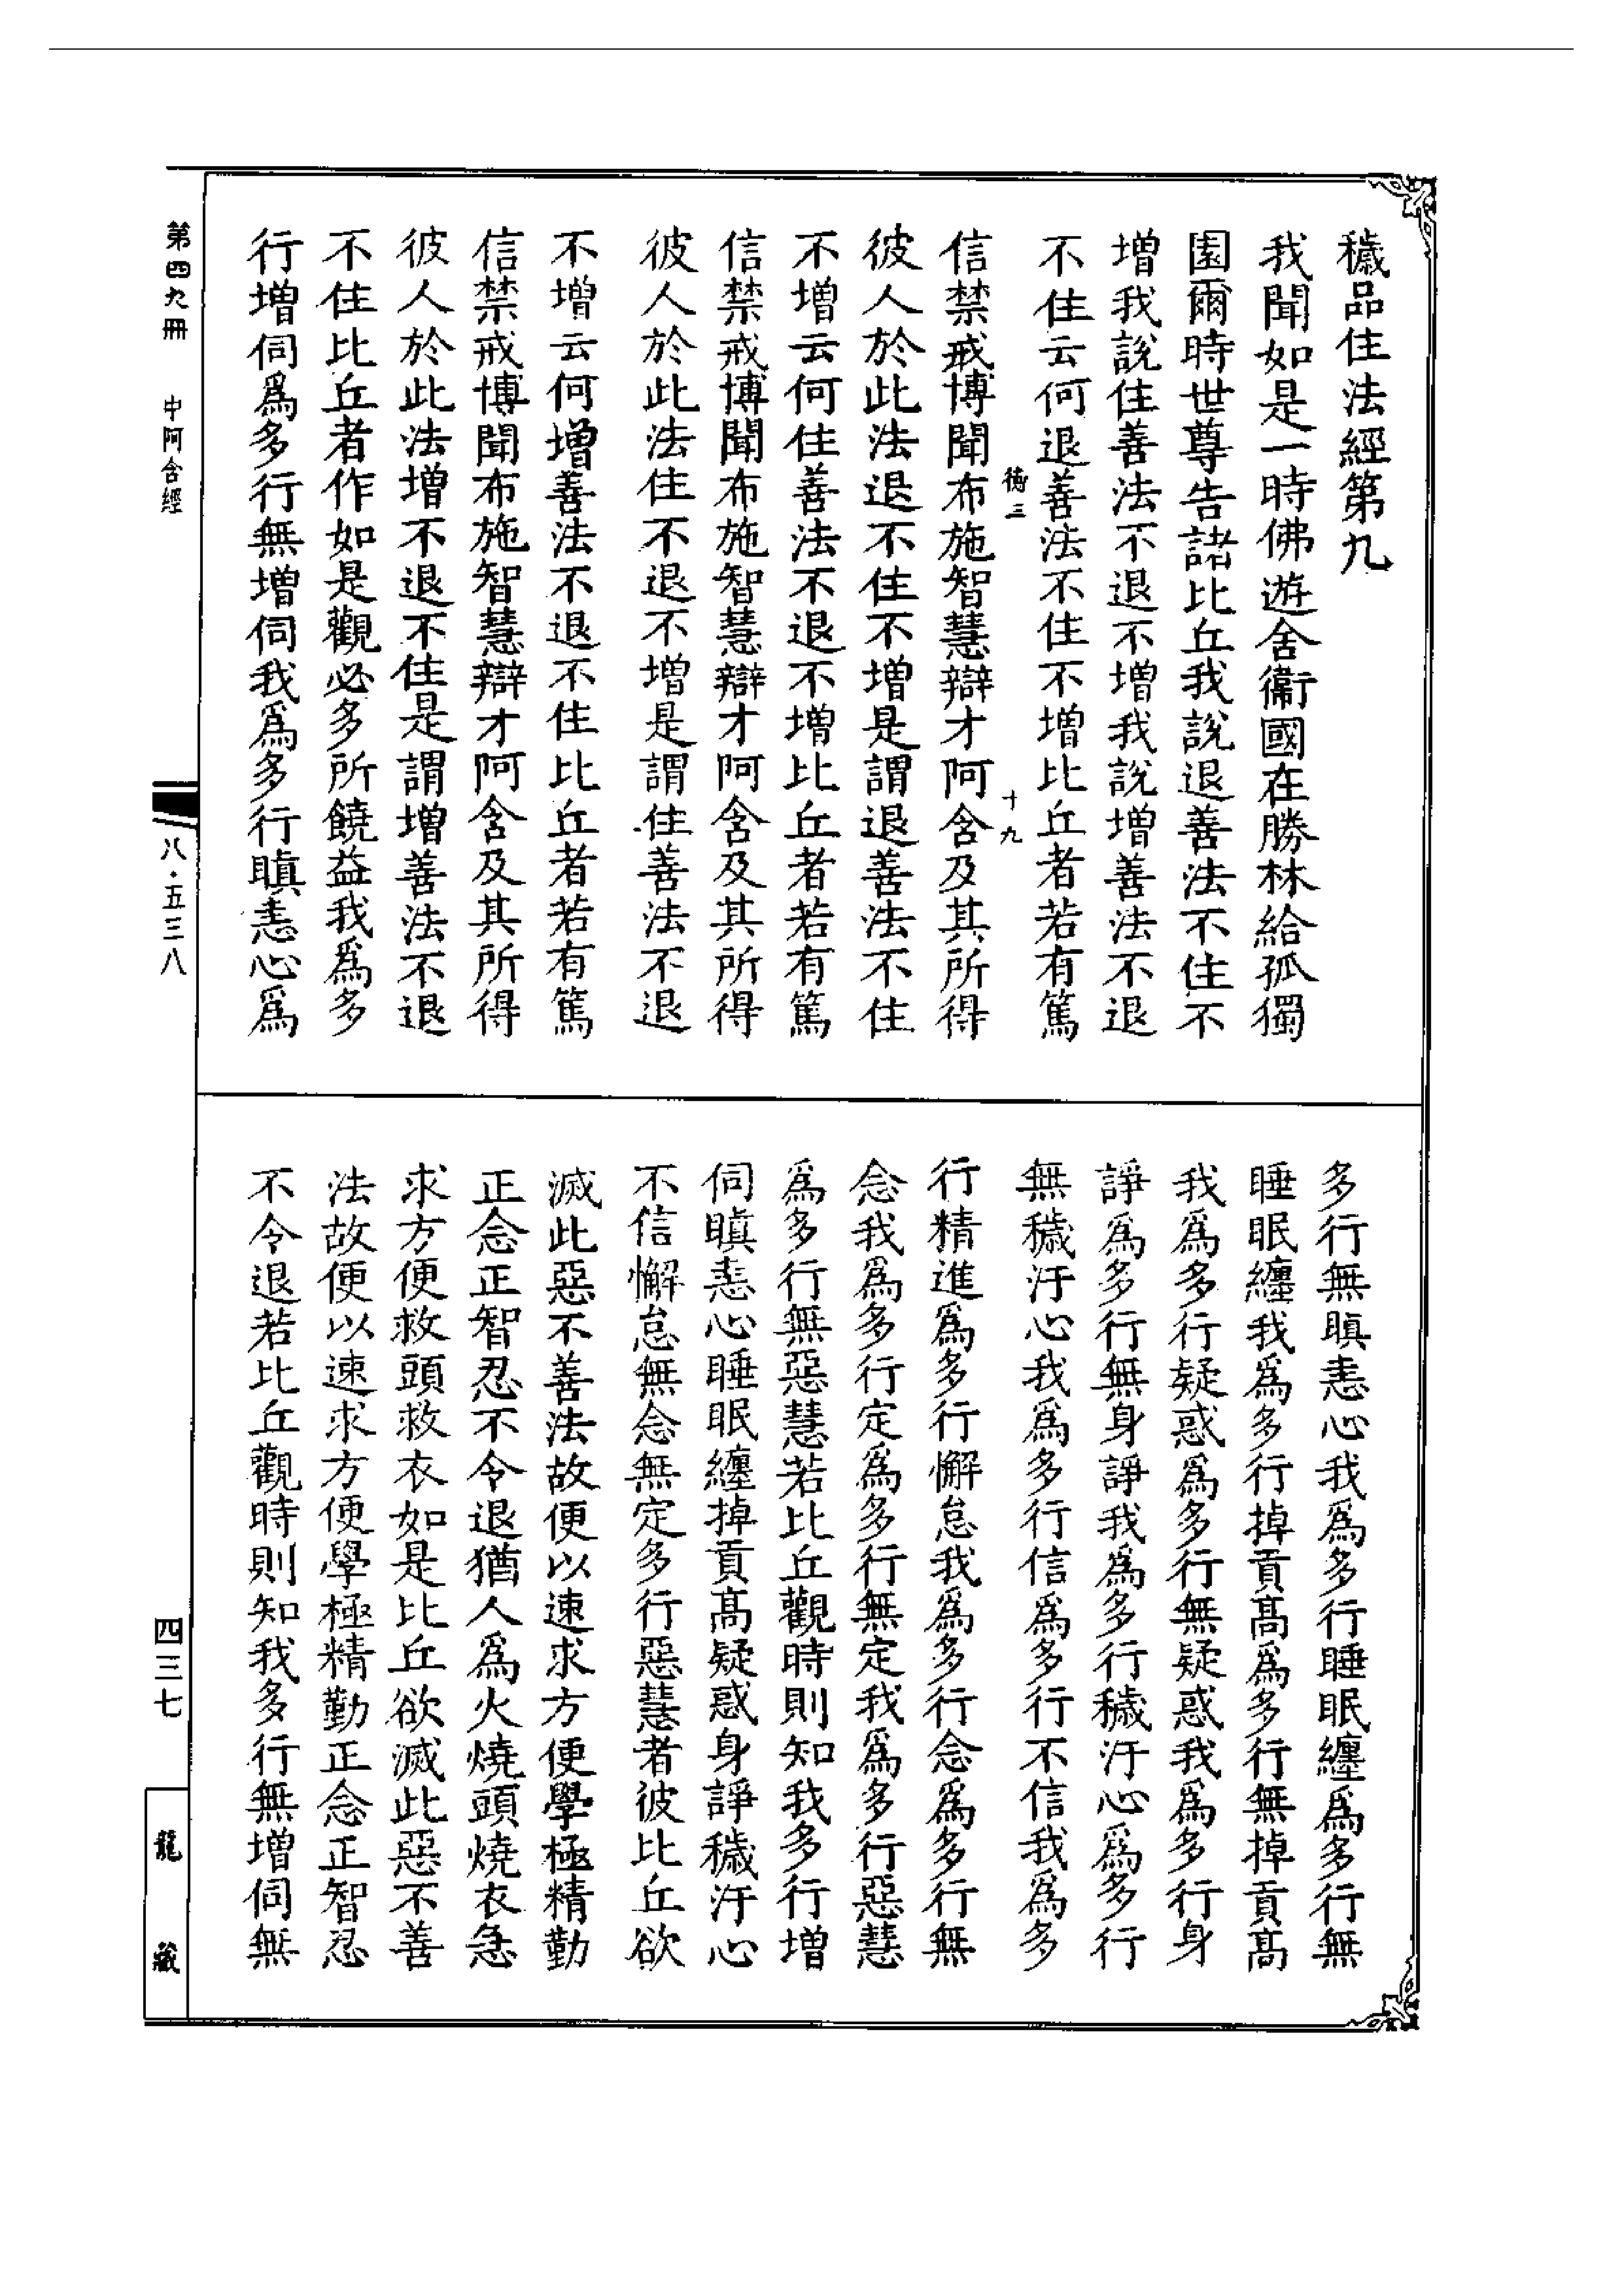 穢品住法經第九
我聞如是一時佛遊舍衞國在勝林給孤獨
園爾時世尊告諸比丘我說退善法不住不
增我說住善法不退不增我說增善法不退
不住云何退善法不住不增比丘者若有篤
德三
十九
信禁戒博聞布施智慧辯才阿含及其所得
彼人於此法退不住不增是謂退善法不住
不增云何住善法不退不增比丘者若有篤
信禁戒博聞布施智慧辯才阿含及其所得
彼人於此法住不退不增是謂住善法不退
不增云何增善法不退不住比丘者若有篤
信禁戒博聞布施智慧辯才阿含及其所得
彼人於此法增不退不住是謂增善法不退
不住比丘者作如是觀必多所饒益我爲多
行增伺爲多行無增伺我爲多行瞋恚心爲
多行無瞋恚心我爲多行睡眠纏爲多行無
睡眠纏我爲多行掉貢高爲多行無掉貢高
我爲多行疑惑爲多行無疑惑我爲多行身
諍爲多行無身諍我爲多行穢汙心爲多行
無穢汙心我爲多行信爲多行不信我爲多
行精進爲多行懈怠我爲多行念爲多行無
念我爲多行定爲多行無定我爲多行惡慧
爲多行無惡慧若比丘觀時則知我多行增
伺瞋恚心睡眠纏掉貢高疑惑身諍穢汙心
不信懈怠無念無定多行惡慧者彼比丘欲
滅此惡不善法故便以速求方便學極精勤
正念正智忍不令退猶人爲火燒頭燒衣急
求方便救頭救衣如是比丘欲滅此惡不善
法故便以速求方便學極精勤正念正智忍
不令退若比丘觀時則知我多行無增伺無
第四九冊
中阿含經
八·五三八
四三七
龍藏